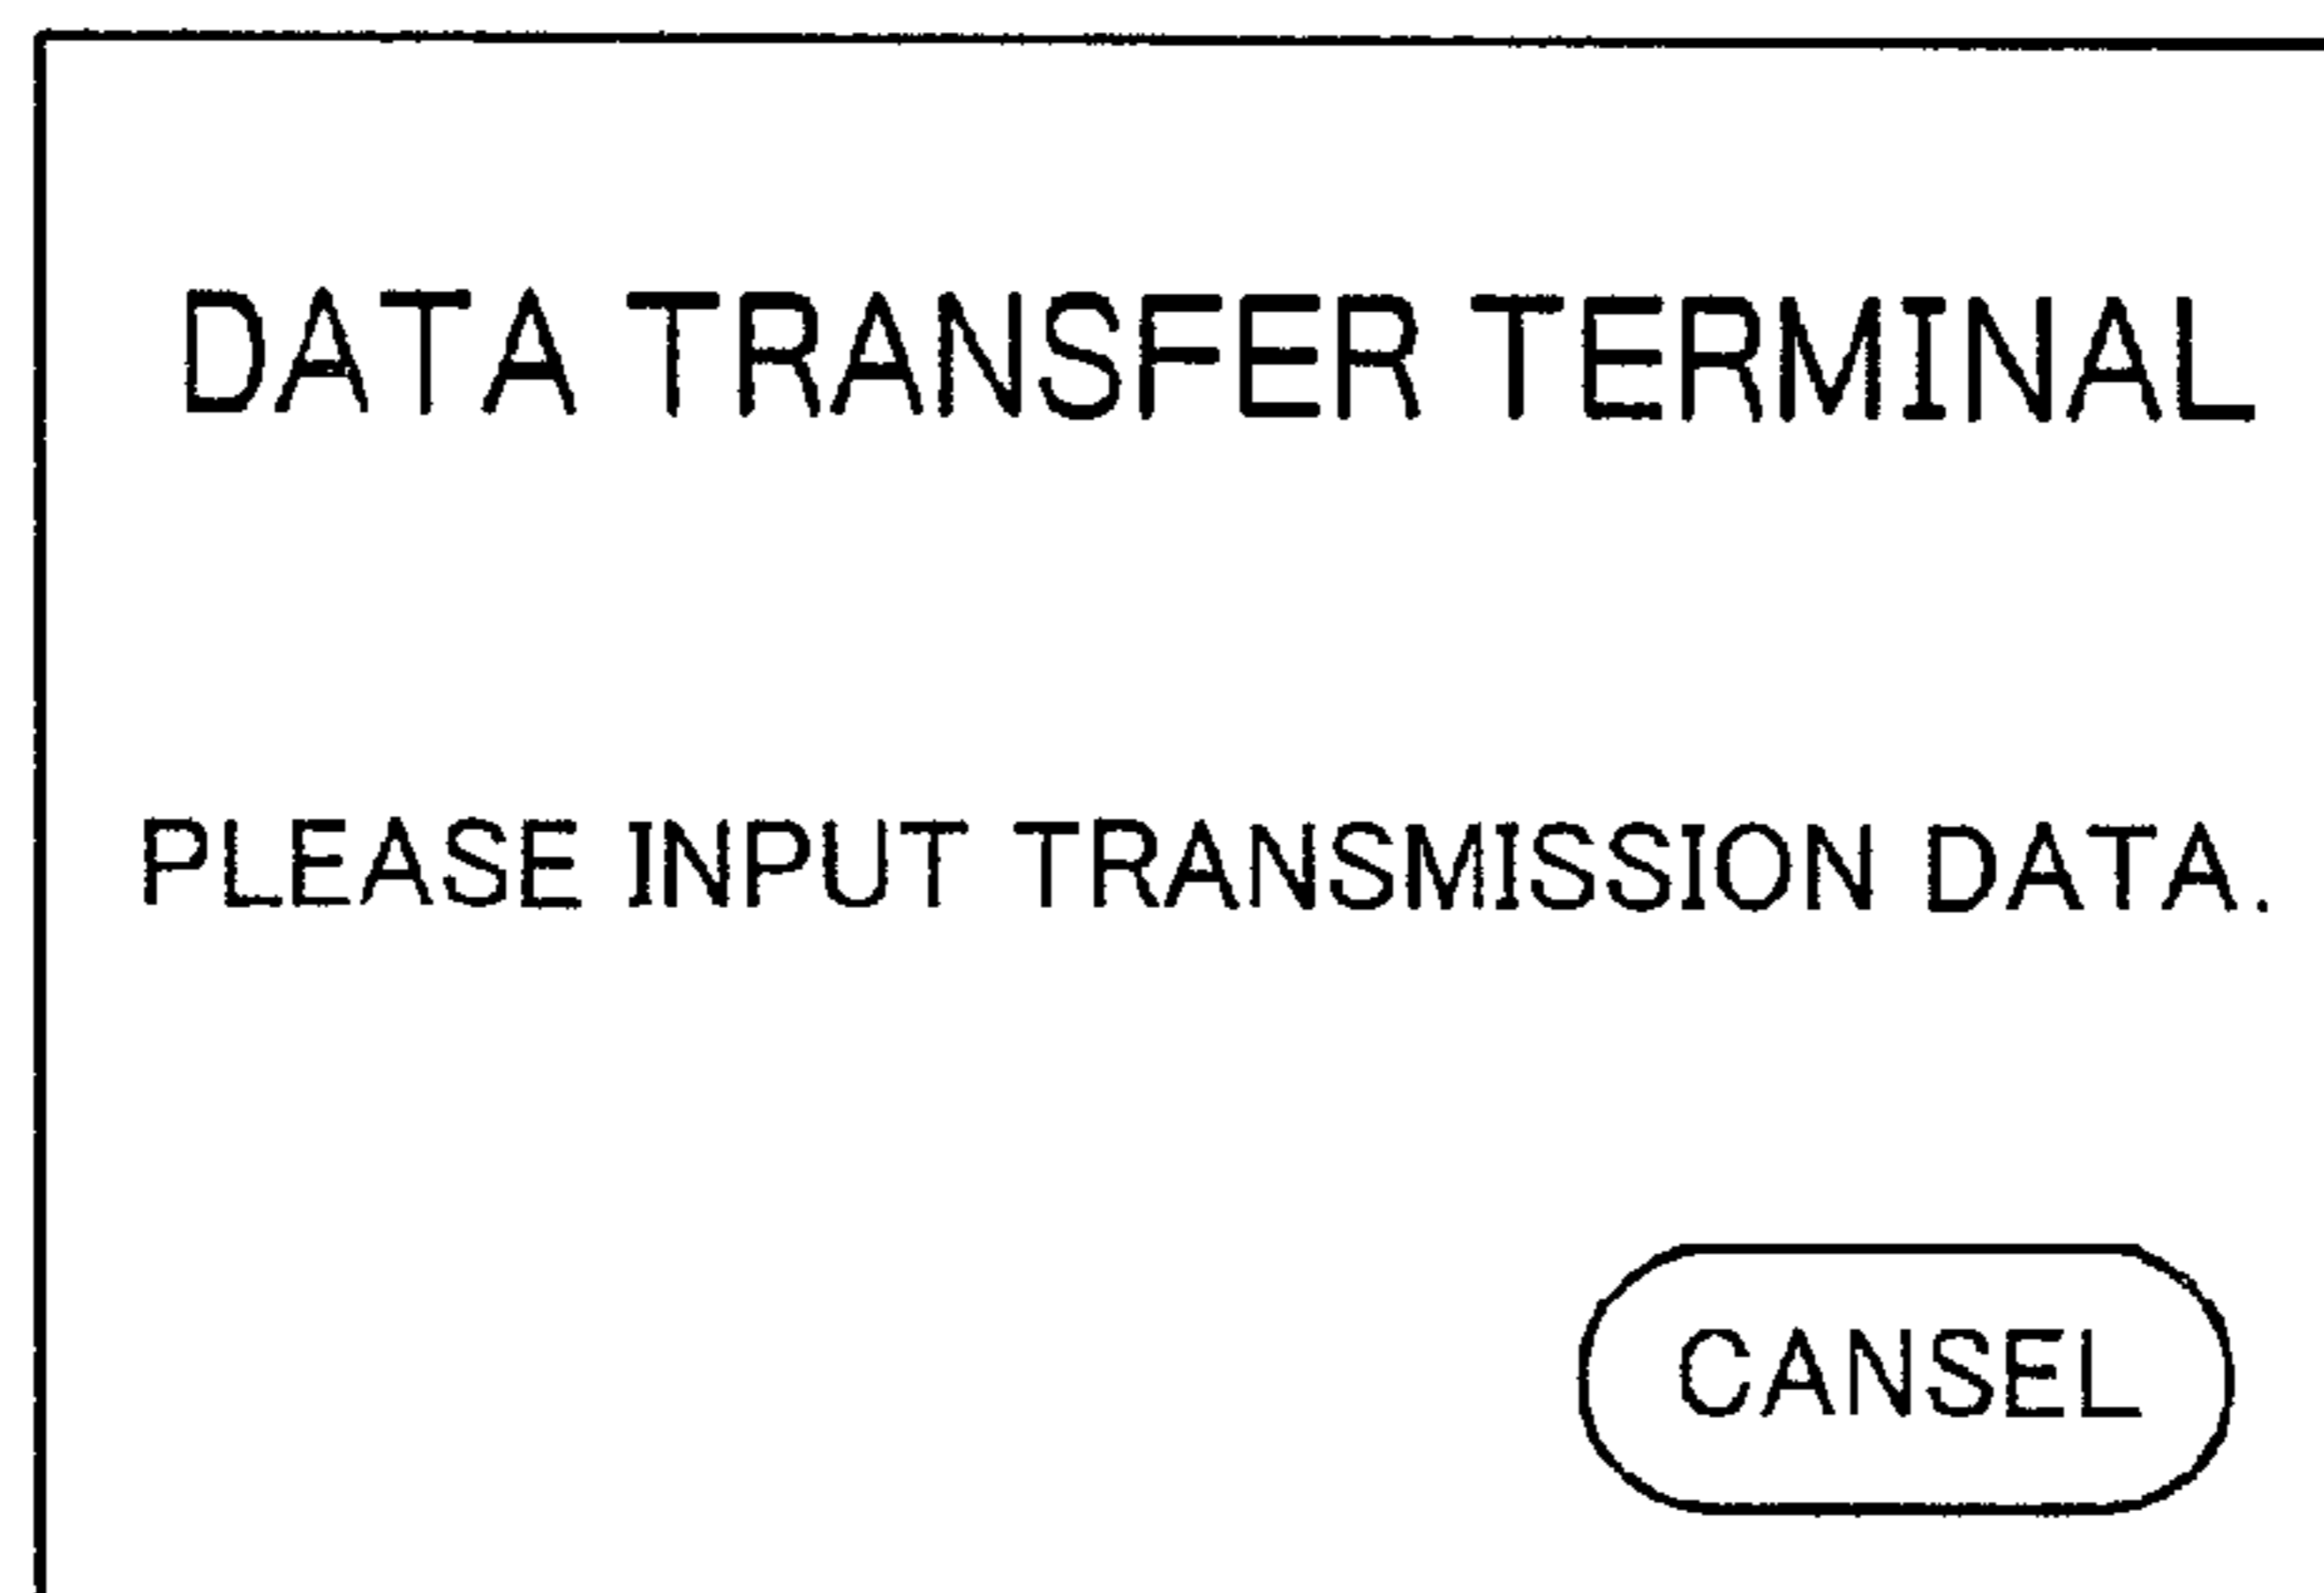 DATA TRANSFER TERMINAL
PLEASE INPUT TRANSMISSION DATA.
CANSEL